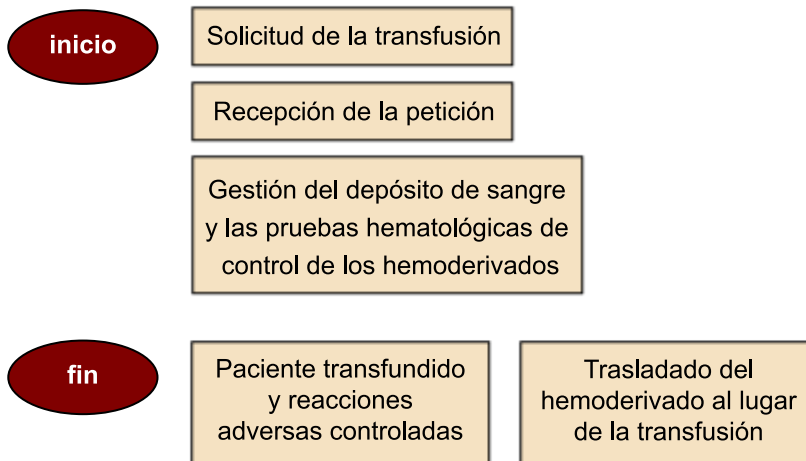 inicio
Solicitud de la transfusión
Recepción de la petición
Gestión del depósito de sangre
y las pruebas hematológicas de
control de los hemoderivados
fin
Paciente transfundido
y reacciones
adversas controladas
Trasladado del
hemoderivado al lugar
de la transfusión